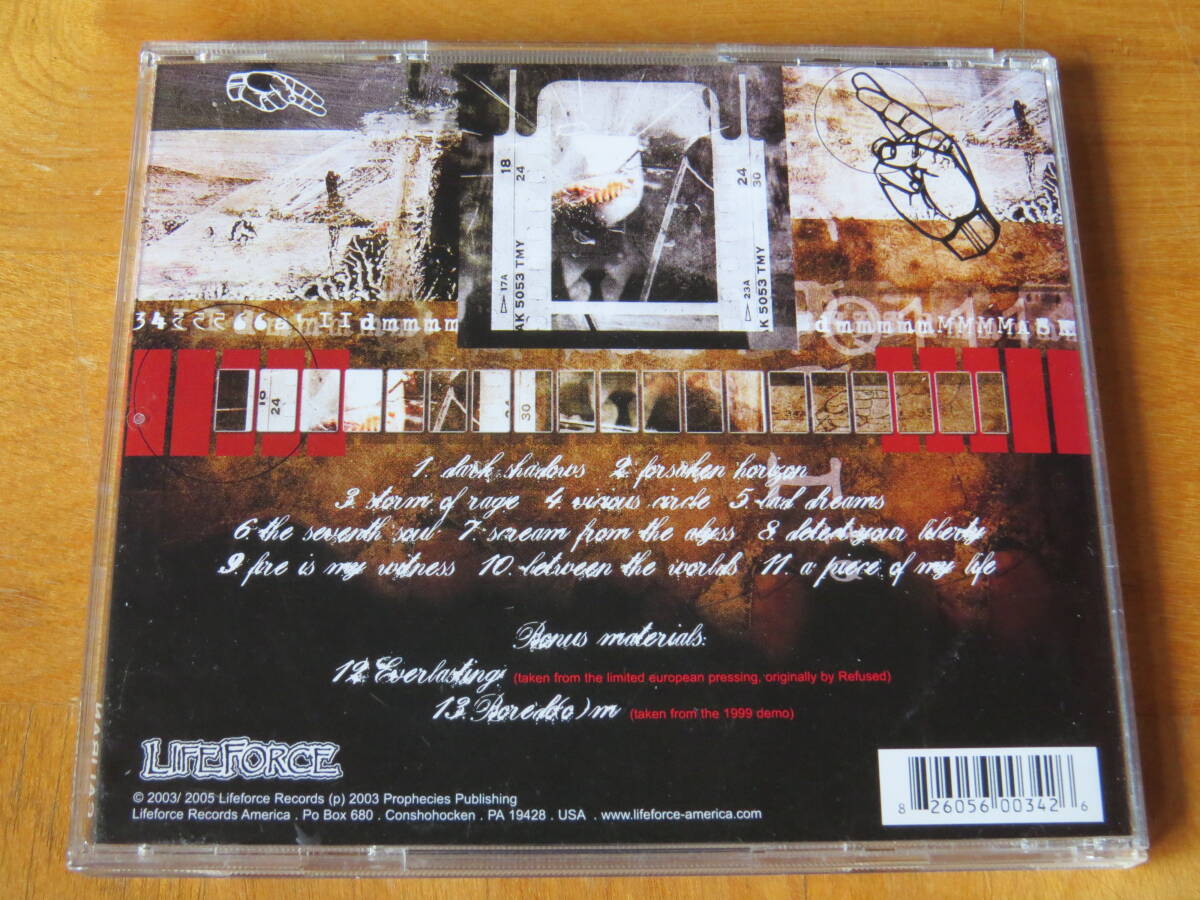 18
24
17A
AK 5053 TMY
24
30
23A
K 5053 TMY
18
24
30
1. dark shadows 2. forsaken horizon
3. storm of rage 4. vicious circle 5. bad dreams
6. the seventh soul 7. scream from the abyss 8. detect your liberty
9. fire is my witness 10. between the worlds 11. a piece of my life
Bonus materials:
12 Everlasting (taken from the limited european pressing, originally by Refused)
13. Bored(o)m (taken from the 1999 demo)
LIFEFORCE
© 2003/ 2005 Lifeforce Records (p) 2003 Prophecies Publishing
Lifeforce Records America . Po Box 680 . Conshohocken . PA 19428 . USA . www.lifeforce-america.com
8 26056 00342 6